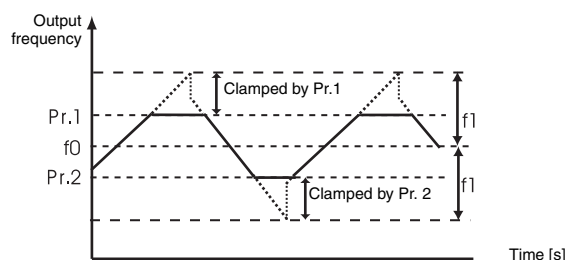 Output
frequency
Clamped by Pr.1
Pr.1
f1
f0
Pr.2
f1
Clamped by Pr. 2
Time [s]